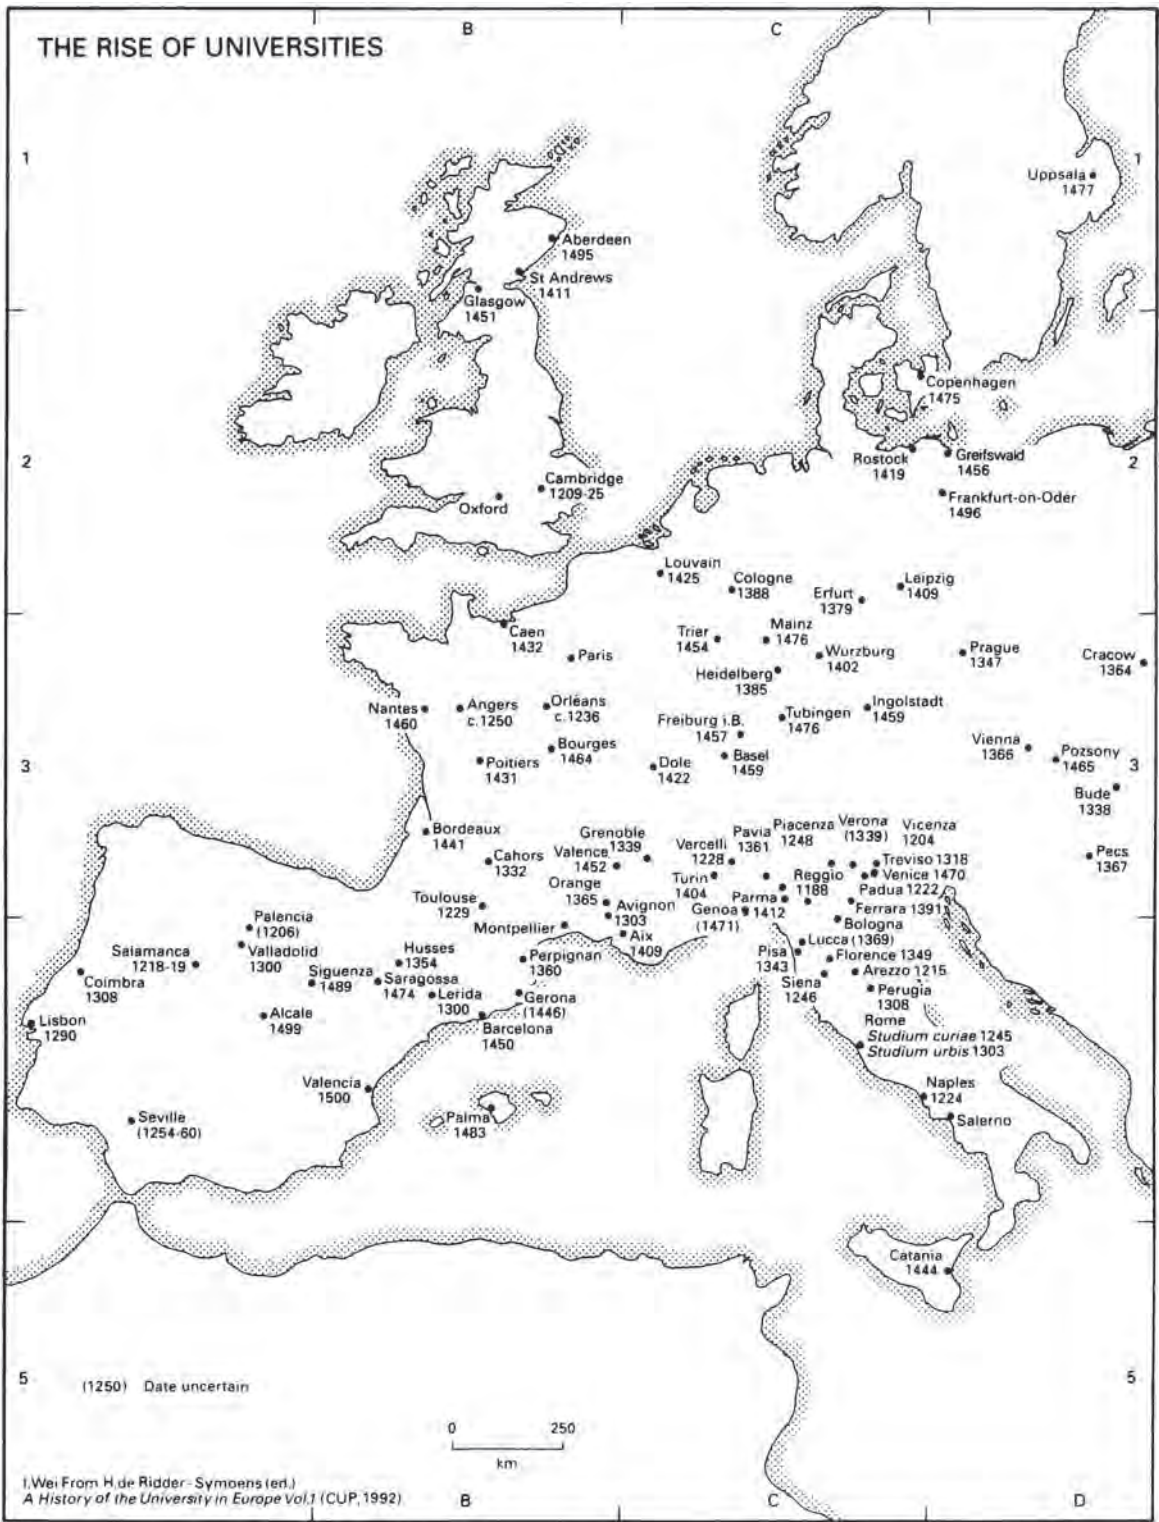 B
C
THE RISE OF UNIVERSITIES
1
1
Uppsala
1477
Aberdeen
1495
St Andrews
1411
Glasgow
1451
Copenhagen
1475
2
2
Rostock
1419
Greifswald
1456
Cambridge
1209-25
Oxford
Frankfurt-on-Oder
1496
Louvain
1425
Cologne
1388
Erfurt
1379
Leipzig
1409
Caen
1432
Paris
Trier
1454
Mainz
1476
Wurzburg
1402
Prague
1347
Cracow
1364
Heidelberg
1385
Nantes
1460
Angers
c.1250
Orléans
c.1236
Freiburg i.B.
1457
Tubingen
1476
Ingolstadt
1459
Bourges
1464
Poitiers
1431
Dole
1422
Basel
1459
Vienna
1366
Pozsony
1465
3
3
Bude
1338
Bordeaux
1441
Cahors
1332
Grenoble
1339
Valence
1452
Vercelli
1228
Pavia
1361
Piacenza
1248
Verona
(1339)
Vicenza
1204
Treviso 1318
Venice 1470
Pecs
1367
Turin
1404
Reggio
1188
Padua 1222
Orange
1365
Toulouse
1229
Avignon
1303
Parma
1412
Ferrara 1391
Genoa
(1471)
Bologna
Montpellier
Aix
1409
Palencia
(1206)
Valladolid
1300
Salamanca
1218-19
Husses
1354
Perpignan
1360
Lucca (1369)
Pisa
1343
Florence 1349
Siena
1246
Arezzo 1215
Perugia
1308
Coimbra
1308
Siguenza
1489
Saragossa
1474
Lerida
1300
Gerona
(1446)
Lisbon
1290
Alcale
1499
Barcelona
1450
Rome
Studium curiae 1245
Studium urbis 1303
Valencia
1500
Naples
1224
Palma
1483
Salerno
Seville
(1254-60)
Catania
1444
5
5
(1250) Date uncertain
0 250
km
I.Wei From H.de Ridder-Symoens (ed.)
A History of the University in Europe Vol.1 (CUP, 1992)
B
C
D